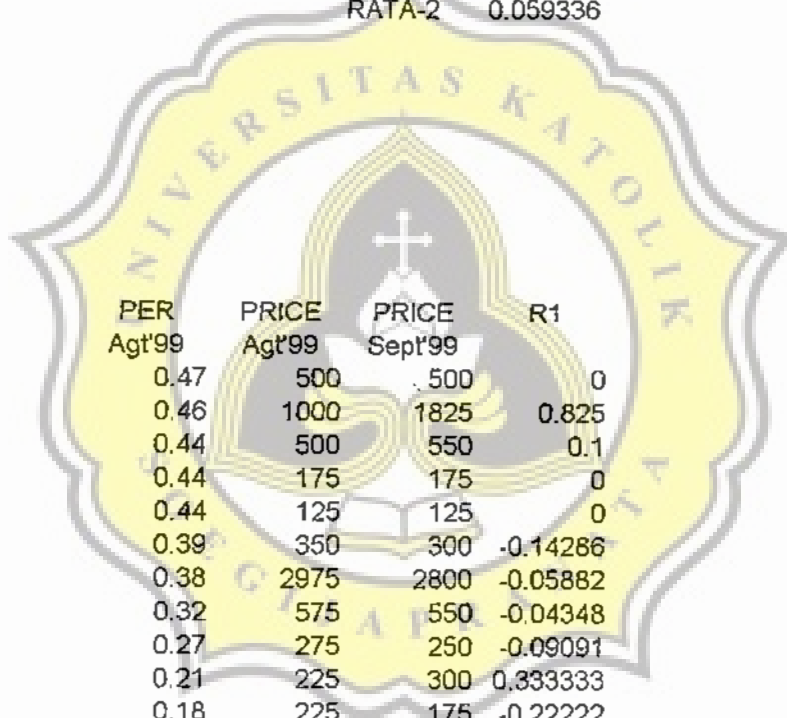 RATA-2 0.059336
UNIVERSITAS KATOLIK
SOEGIJAPRANATA
PER PRICE PRICE R1
Agt'99 Agt'99 Sept'99
0.47 500 500 0
0.46 1000 1825 0.825
0.44 500 550 0.1
0.44 175 175 0
0.44 125 125 0
0.39 350 300 -0.14286
0.38 2975 2800 -0.05882
0.32 575 550 -0.04348
0.27 275 250 -0.09091
0.21 225 300 0.333333
0.18 225 175 -0.22222